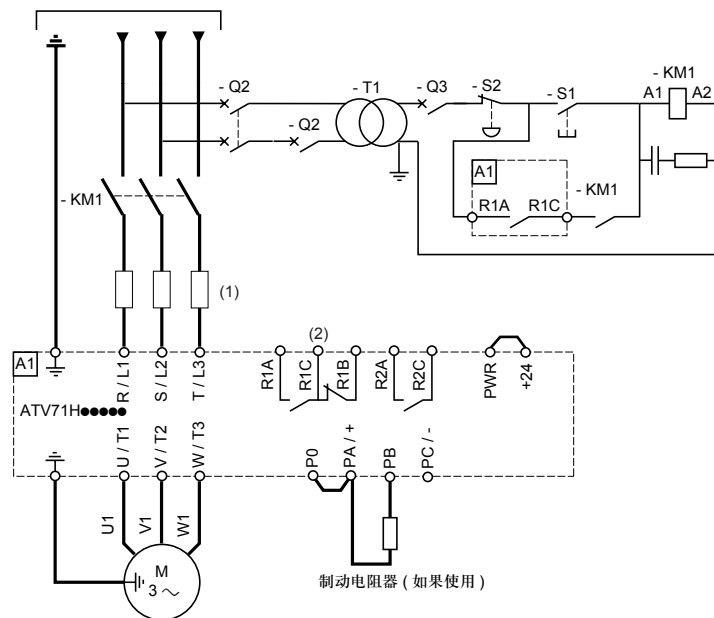 - Q2
- T1
- Q3
- S2
- S1
- KM1
A1
A2
- Q2
A1
- KM1
R1A
R1C
- KM1
(1)
(2)
A1
R / L1
S / L2
T / L3
R1A
R1C
R1B
R2A
R2C
PWR
+24
ATV71H●●●●●
U / T1
V / T2
W / T3
P0
PA / +
PB
PC / -
U1
V1
W1
M
3 ~
制动电阻器 ( 如果使用 )